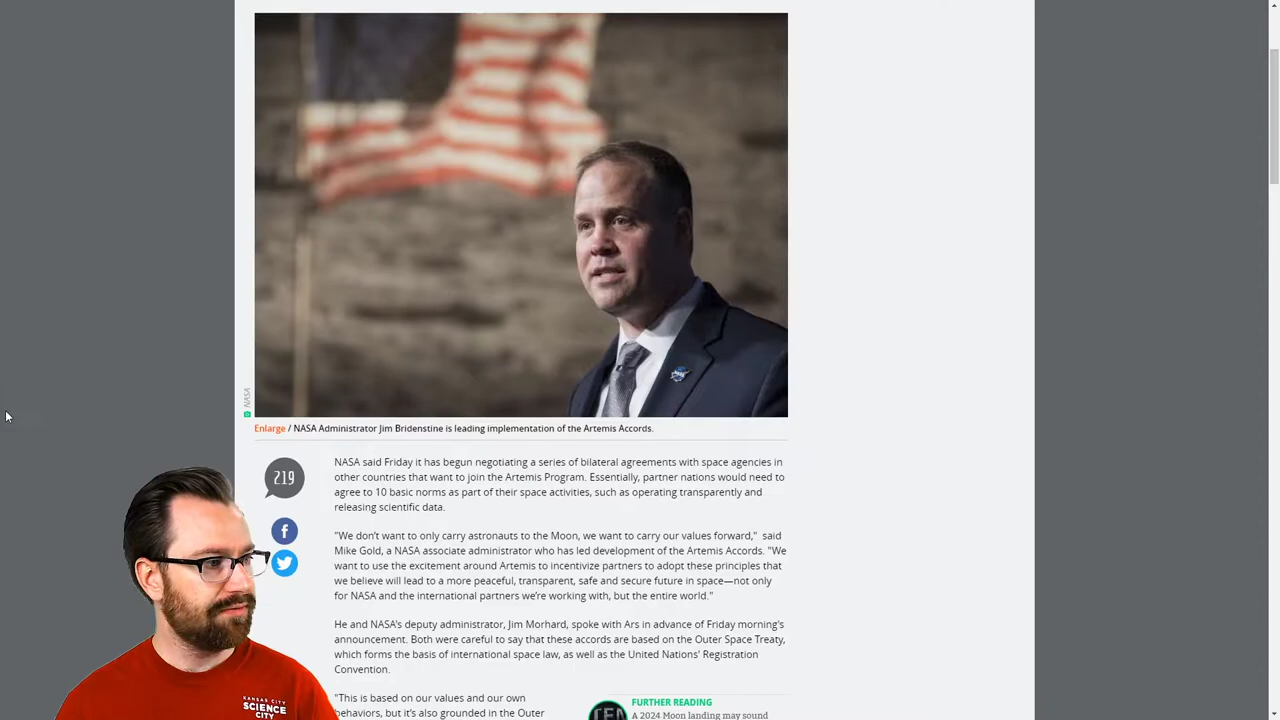 NASA
Enlarge / NASA Administrator Jim Bridenstine is leading implementation of the Artemis Accords.
219
NASA said Friday it has begun negotiating a series of bilateral agreements with space agencies in
other countries that want to join the Artemis Program. Essentially, partner nations would need to
agree to 10 basic norms as part of their space activities, such as operating transparently and
releasing scientific data.
"We don't want to only carry astronauts to the Moon, we want to carry our values forward," said
Mike Gold, a NASA associate administrator who has led development of the Artemis Accords. "We
want to use the excitement around Artemis to incentivize partners to adopt these principles that
we believe will lead to a more peaceful, transparent, safe and secure future in space—not only
for NASA and the international partners we're working with, but the entire world."
He and NASA's deputy administrator, Jim Morhard, spoke with Ars in advance of Friday morning's
announcement. Both were careful to say that these accords are based on the Outer Space Treaty,
which forms the basis of international space law, as well as the United Nations' Registration
Convention.
"This is based on our values and our own
behaviors, but it's also grounded in the Outer
FURTHER READING
A 2024 Moon landing may sound
KANSAS CITY
SCIENCE
CITY